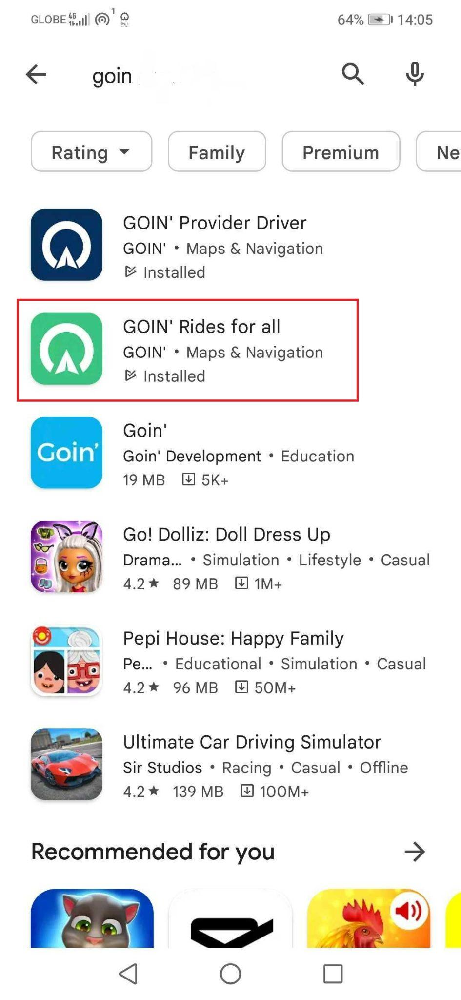 GLOBE 4G 1 Goin 64% 14:05
goin
Rating Family Premium
GOIN' Provider Driver
GOIN' • Maps & Navigation
Installed
GOIN' Rides for all
GOIN' • Maps & Navigation
Installed
Goin'
Goin'
Goin' Development • Education
19 MB 5K+
Go! Dolliz: Doll Dress Up
Drama... • Simulation • Lifestyle • Casual
4.2★ 89 MB 1M+
Pepi House: Happy Family
Pe... • Educational • Simulation • Casual
4.2★ 96 MB 50M+
Ultimate Car Driving Simulator
Sir Studios • Racing • Casual • Offline
4.2★ 139 MB 100M+
Recommended for you